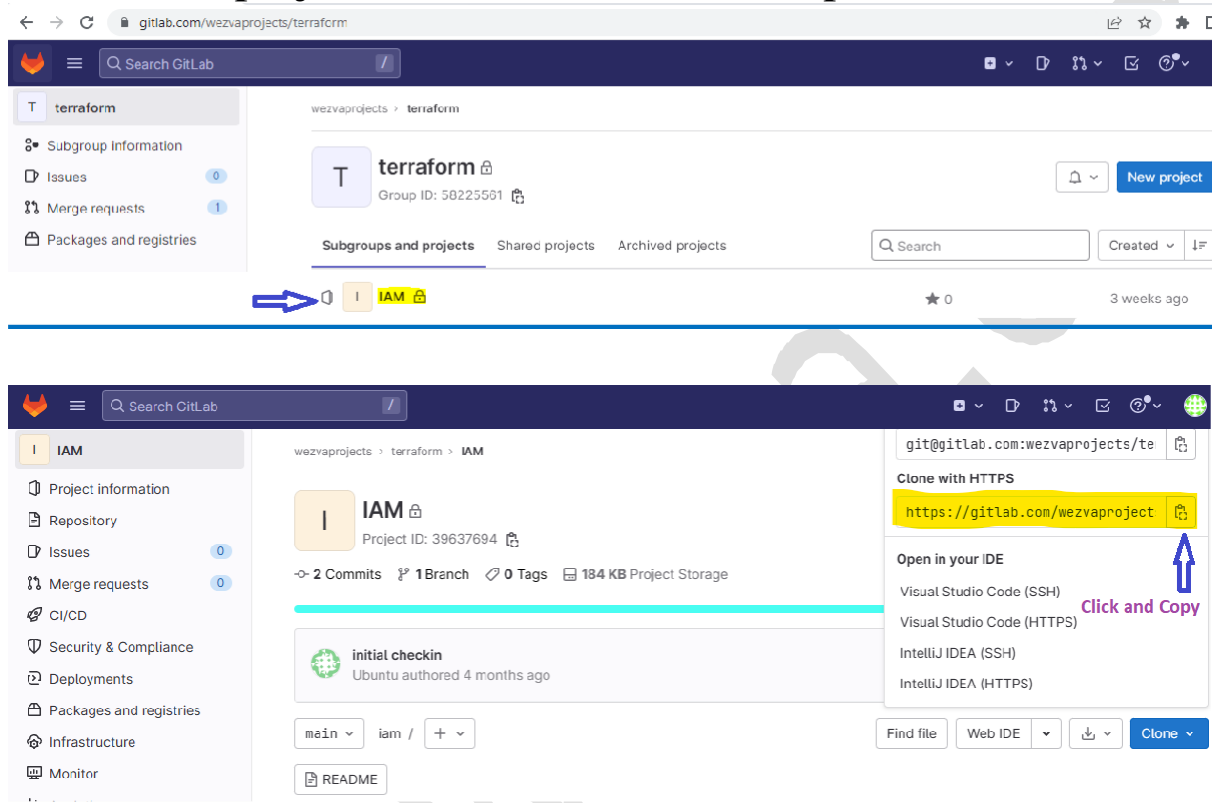 gitlab.com/wezvaprojects/terraform
Search GitLab /
T terraform
Subgroup information
Issues 0
Merge requests 1
Packages and registries
wezvaprojects > terraform
T terraform
Group ID: 58225561
New project
Subgroups and projects Shared projects Archived projects
Search
Created
I IAM
0
3 weeks ago
Search GitLab /
I IAM
Project information
Repository
Issues 0
Merge requests 0
CI/CD
Security & Compliance
Deployments
Packages and registries
Infrastructure
Monitor
wezvaprojects > terraform > IAM
I IAM
Project ID: 39637694
2 Commits 1 Branch 0 Tags 184 KB Project Storage
initial checkin
Ubuntu authored 4 months ago
main iam / +
README
git@gitlab.com:wezvaprojects/te
Clone with HTTPS
https://gitlab.com/wezvaproject
Open in your IDE
Visual Studio Code (SSH)
Click and Copy
Visual Studio Code (HTTPS)
IntelliJ IDEA (SSH)
IntelliJ IDEA (HTTPS)
Find file Web IDE Clone